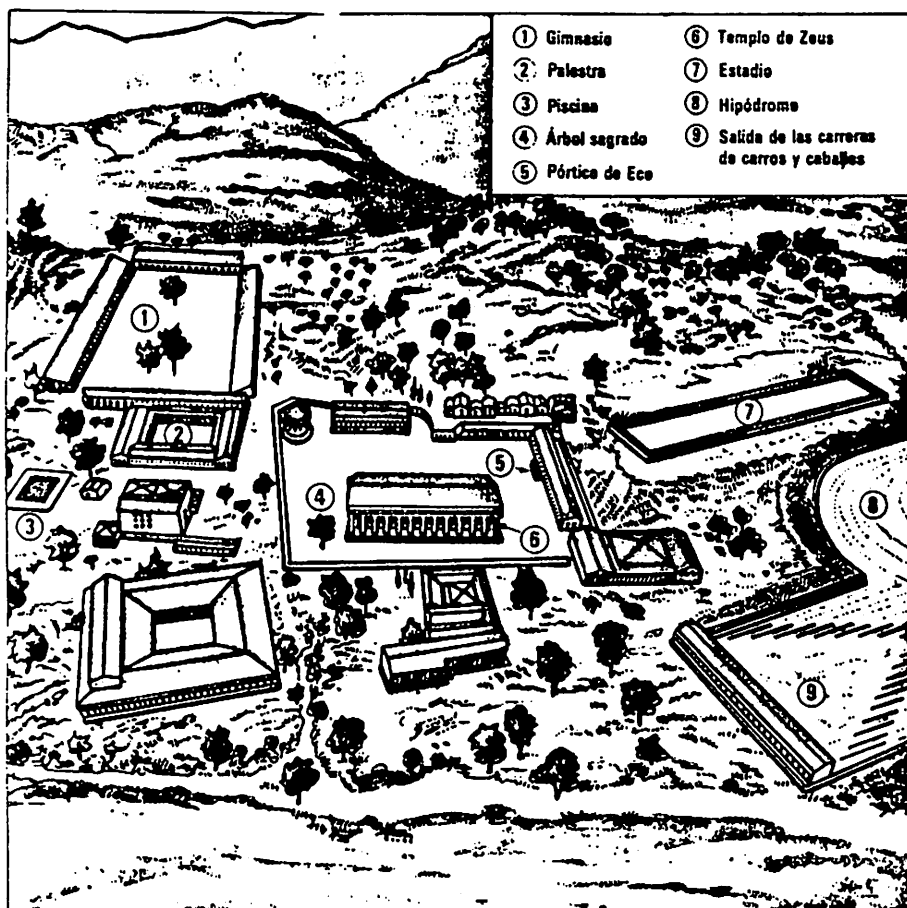 ① Gimnasio
② Palestra
③ Piscina
④ Árbol sagrado
⑤ Pórtico de Eco
⑥ Templo de Zeus
⑦ Estadio
⑧ Hipódromo
⑨ Salida de las carreras
de carros y caballos
①
②
③
④
⑤
⑥
⑦
⑧
⑨